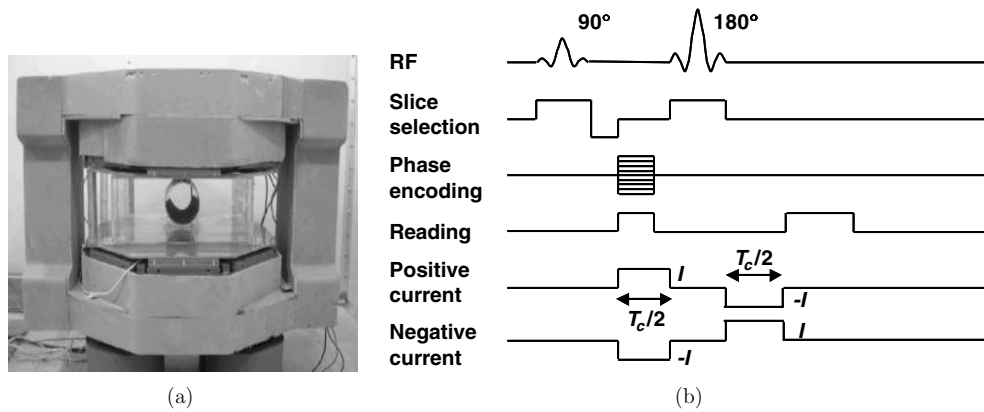 90°
180°
RF
Slice
selection
Phase
encoding
Reading
Positive
current
I
T_c/2
T_c/2
-I
Negative
current
-I
I
(a)
(b)